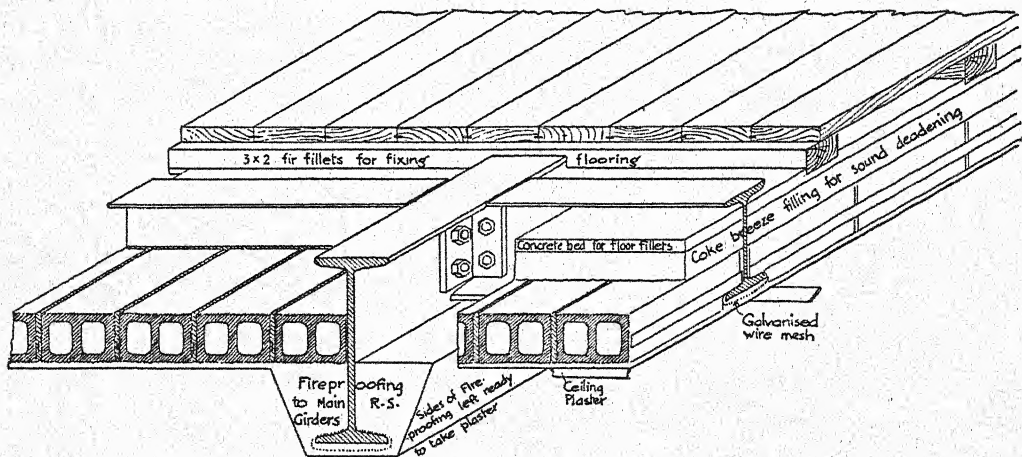 3×2 fir fillets for fixing flooring
Concrete bed for floor fillets
Coke breeze filling for sound deadening
Galvanised
wire mesh
Ceiling
Plaster
Fireproofing
to Main R.S.
Girders
Sides of Fire-
proofing left ready
to take plaster